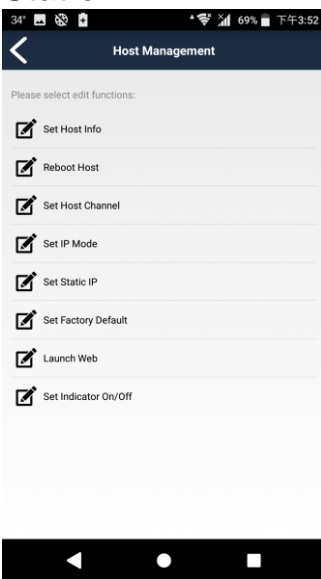 34°
69%
下午3:52
Host Management
Please select edit functions:
Set Host Info
Reboot Host
Set Host Channel
Set IP Mode
Set Static IP
Set Factory Default
Launch Web
Set Indicator On/Off